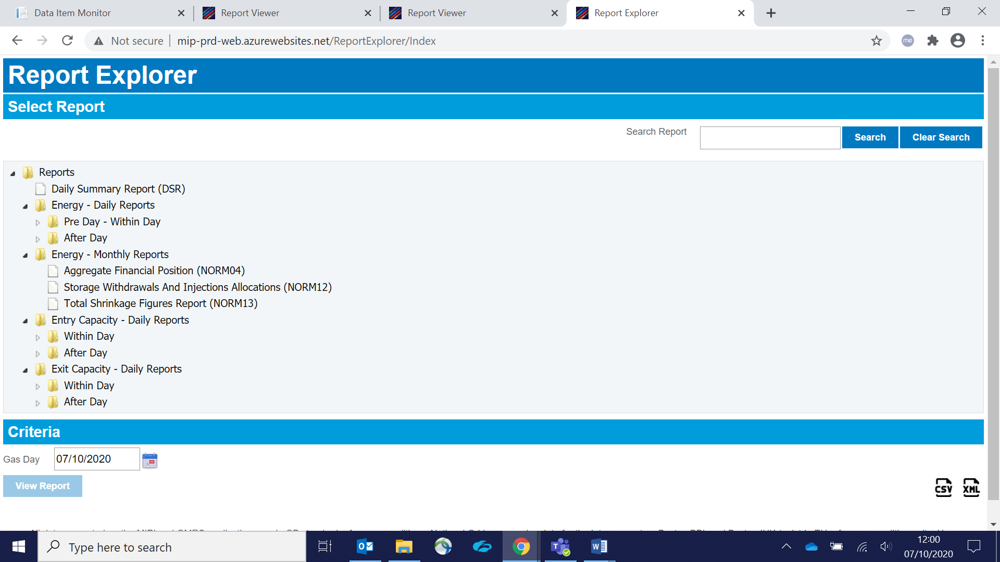 Data Item Monitor
Report Viewer
Report Viewer
Report Explorer
Not secure
mip-prd-web.azurewebsites.net/ReportExplorer/Index
me
Report Explorer
Select Report
Search Report
Search
Clear Search
Reports
Daily Summary Report (DSR)
Energy - Daily Reports
Pre Day - Within Day
After Day
Energy - Monthly Reports
Aggregate Financial Position (NORM04)
Storage Withdrawals And Injections Allocations (NORM12)
Total Shrinkage Figures Report (NORM13)
Entry Capacity - Daily Reports
Within Day
After Day
Exit Capacity - Daily Reports
Within Day
After Day
Criteria
Gas Day
07/10/2020
View Report
CSV
XML
Type here to search
12:00
07/10/2020